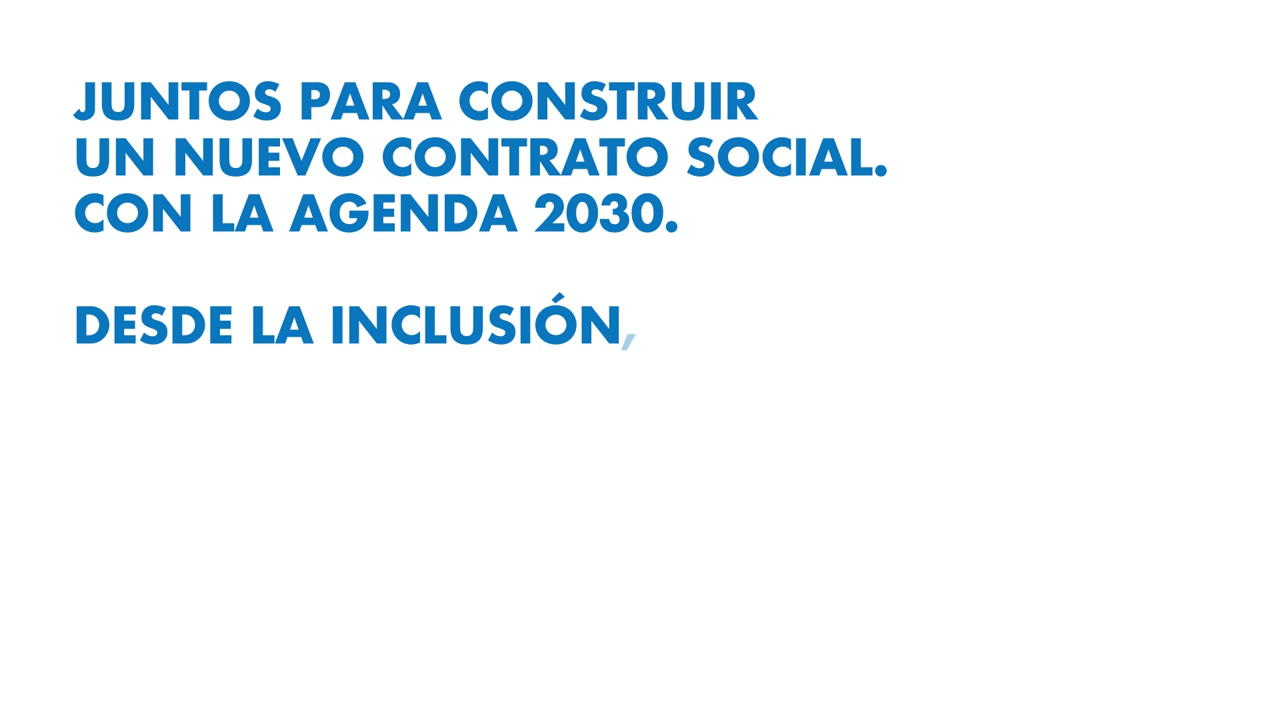 JUNTOS PARA CONSTRUIR
UN NUEVO CONTRATO SOCIAL.
CON LA AGENDA 2030.
DESDE LA INCLUSIÓN,